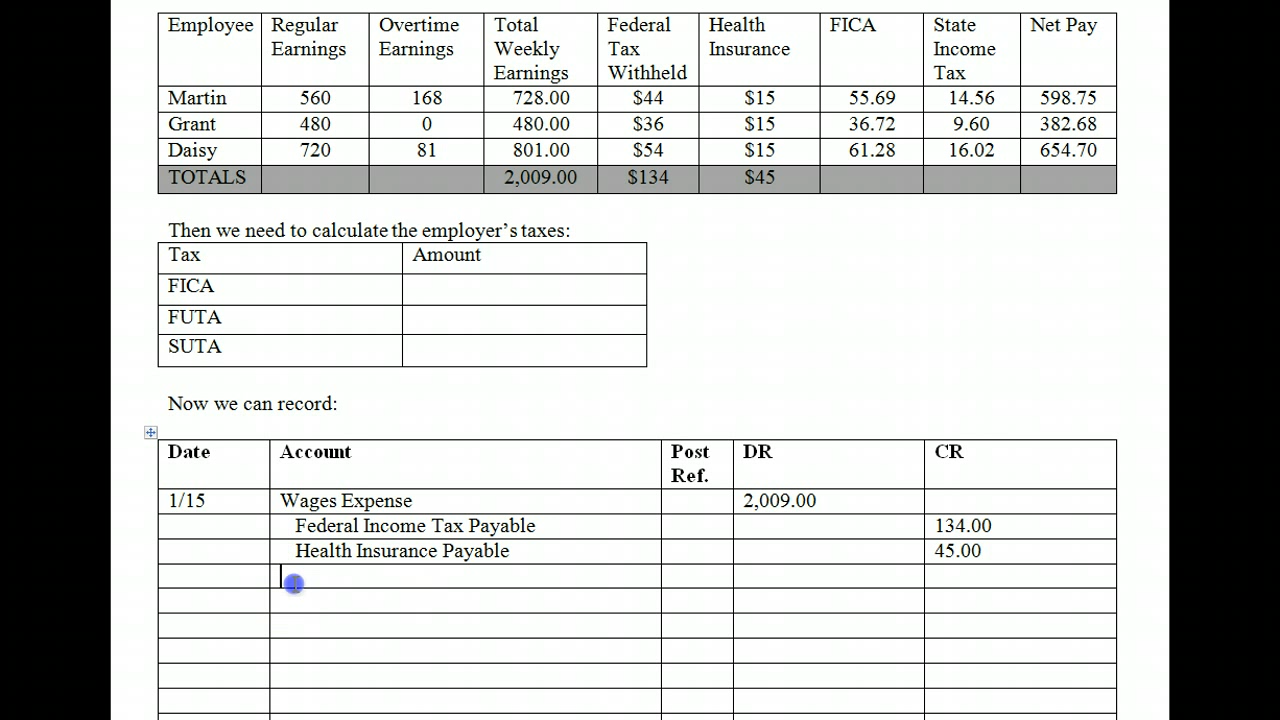 Employee Regular Earnings Overtime Earnings Total Weekly Earnings Federal Tax Withheld Health Insurance FICA State Income Tax Net Pay
Martin 560 168 728.00 $44 $15 55.69 14.56 598.75
Grant 480 0 480.00 $36 $15 36.72 9.60 382.68
Daisy 720 81 801.00 $54 $15 61.28 16.02 654.70
TOTALS 2,009.00 $134 $45
Then we need to calculate the employer’s taxes:
Tax Amount
FICA
FUTA
SUTA
Now we can record:
Date Account Post Ref. DR CR
1/15 Wages Expense 2,009.00
Federal Income Tax Payable 134.00
Health Insurance Payable 45.00